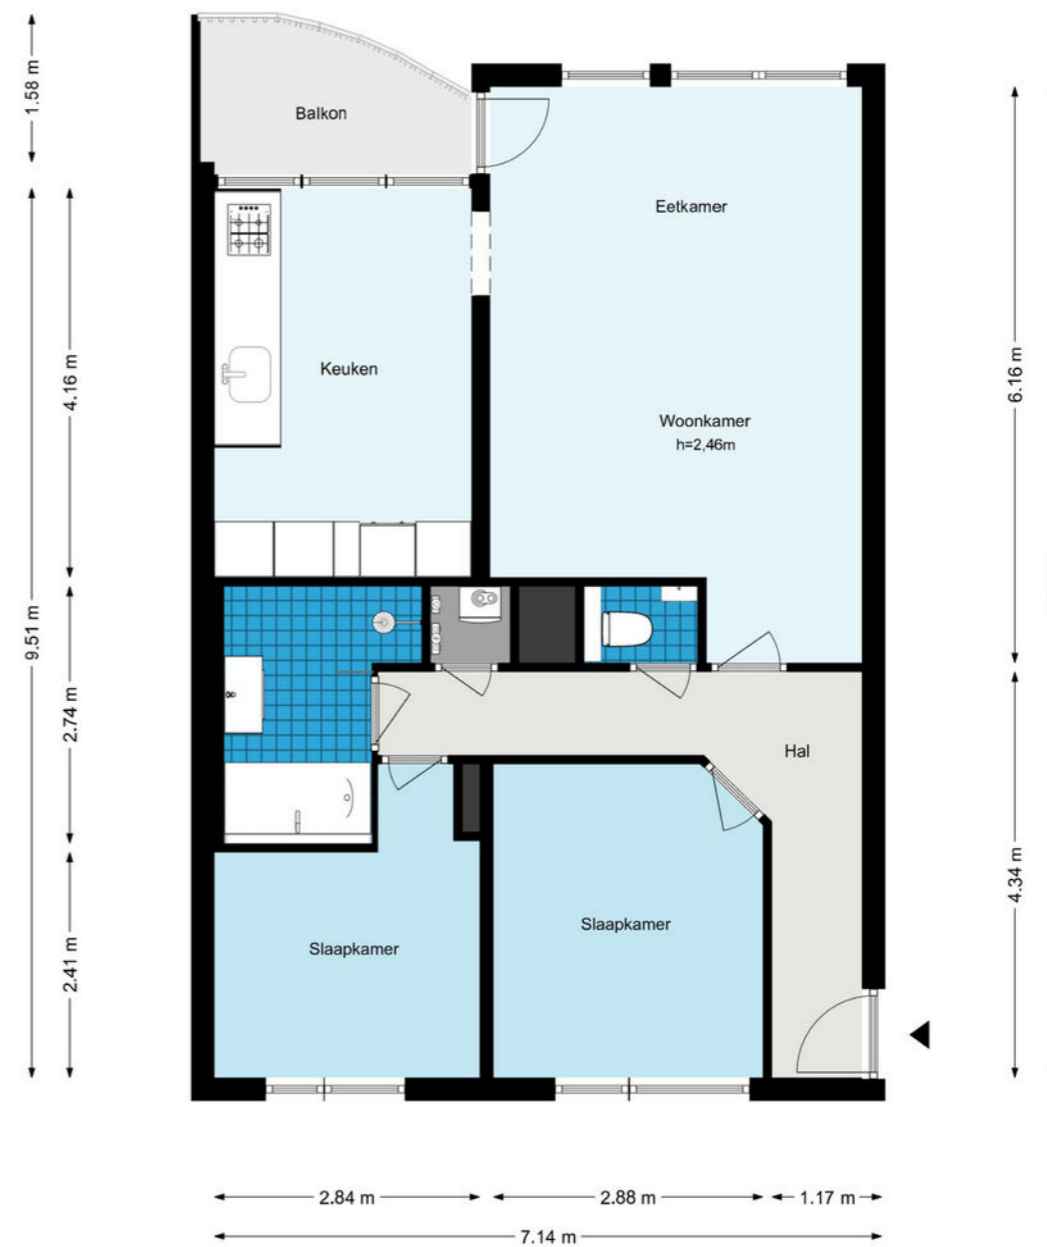 1.58 m
Balkon
Eetkamer
6.16 m
4.16 m
Keuken
Woonkamer
h=2,46m
9.51 m
2.74 m
Hal
4.34 m
Slaapkamer
Slaapkamer
2.41 m
2.84 m
2.88 m
1.17 m
7.14 m